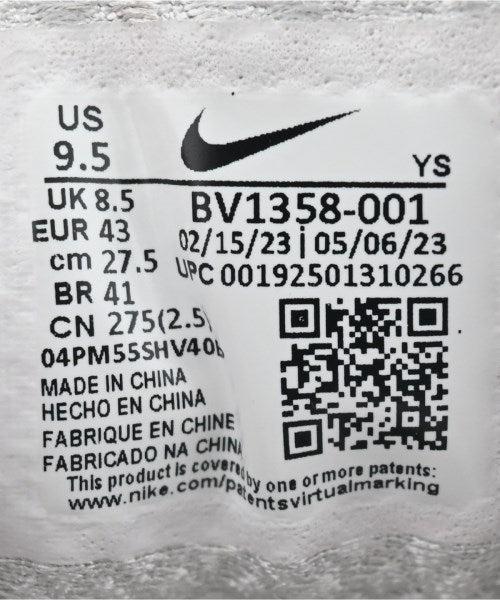 US
9.5
YS
UK 8.5
EUR 43
cm 27.5
BR 41
CN 275(2.5)
BV1358-001
02/15/23 | 05/06/23
UPC 00192501310266
MADE IN CHINA
HECHO EN CHINA
FABRIQUE EN CHINE
FABRICADO NA CHINA
This product is covered by one or more patents:
www.nike.com/patentsvirtualmarking